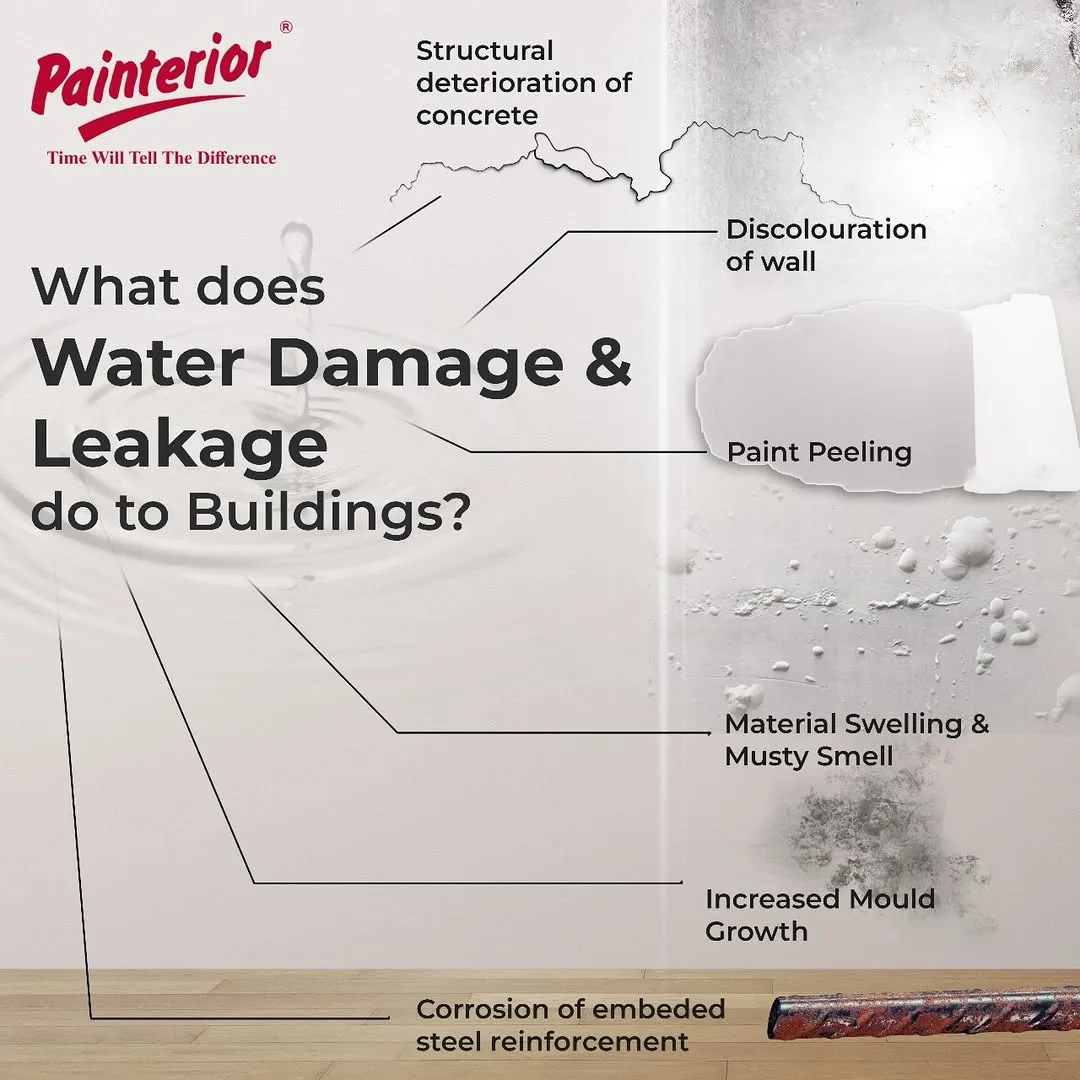 Painterior®
Time Will Tell The Difference
Structural
deterioration of
concrete
Discolouration
of wall
What does
Water Damage &
Leakage
do to Buildings?
Paint Peeling
Material Swelling &
Musty Smell
Increased Mould
Growth
Corrosion of embeded
steel reinforcement